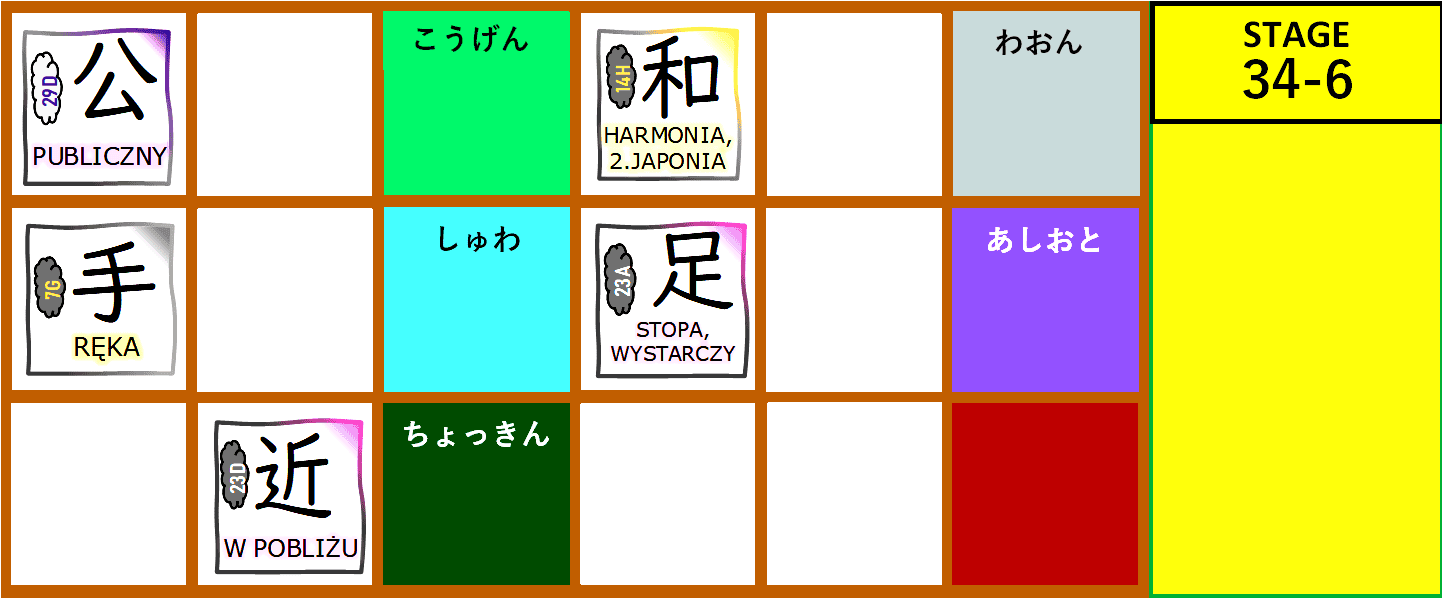 29D
公
PUBLICZNY
こうげん
14H
和
HARMONIA,
2.JAPONIA
わおん
STAGE
34-6
7G
手
RĘKA
しゅわ
23A
足
STOPA,
WYSTARCZY
あしおと
23D
近
W POBLIŻU
ちょっきん